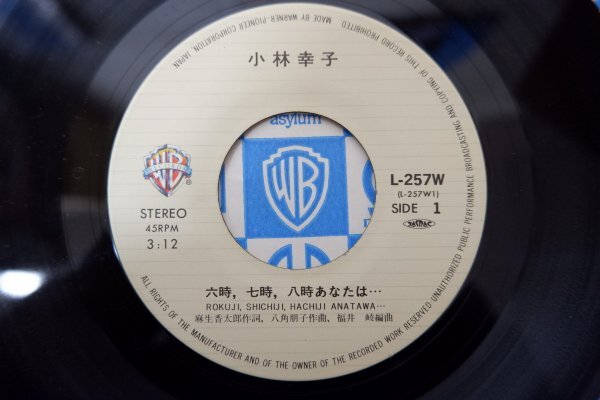 MADE BY WARNER-PIONEER CORPORATION JAPAN
ALL RIGHTS OF THE MANUFACTURER AND OF THE OWNER OF THE RECORDED WORK RESERVED·UNAUTHORIZED PUBLIC PERFORMANCE BROADCASTING AND COPYING OF THIS RECORD PROHIBITED
小林幸子
asylum
WB
WB
®
L-257W
(L-257W1)
STEREO
SIDE 1
45RPM
3:12
六時，七時，八時あなたは…
ROKUJI, SHICHIJI, HACHIJI ANATAWA…
麻生香太郎作詞、八角朋子作曲、福井 崚編曲